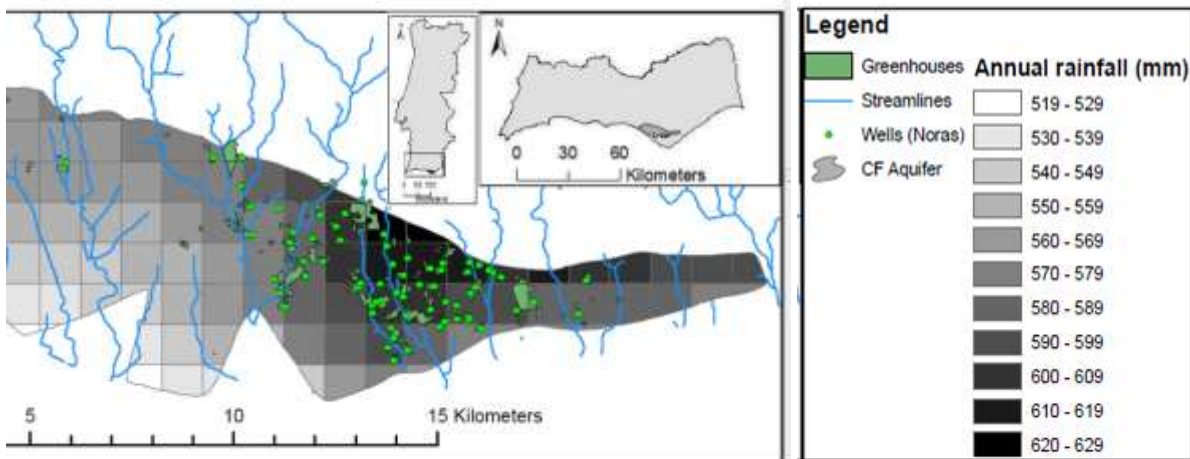 N
0 30 60
Kilometers
5 10 15 Kilometers
Legend
Greenhouses
Streamlines
Wells (Noras)
CF Aquifer
Annual rainfall (mm)
519 - 529
530 - 539
540 - 549
550 - 559
560 - 569
570 - 579
580 - 589
590 - 599
600 - 609
610 - 619
620 - 629